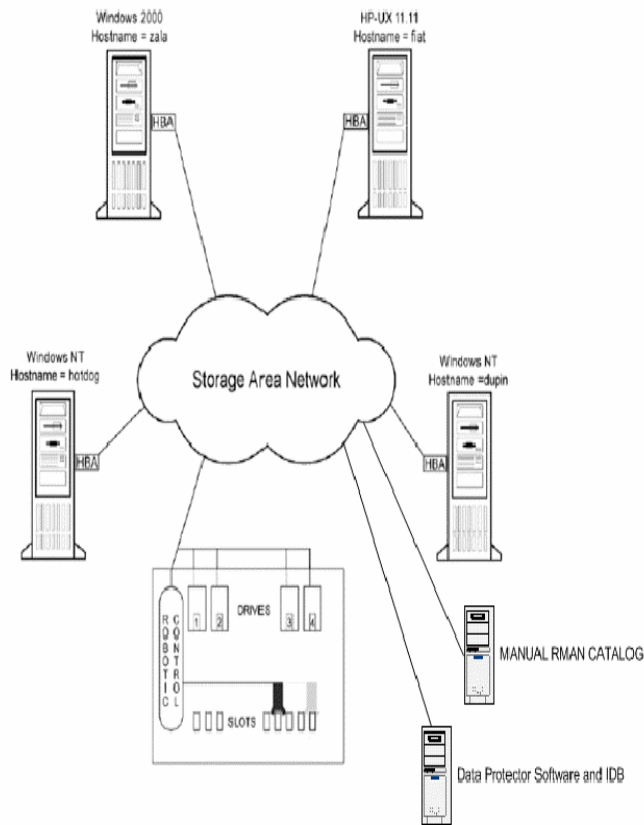 Windows 2000
Hostname = zala
HP-UX 11.11
Hostname = fiat
HBA
HBA
Storage Area Network
Windows NT
Hostname = hotdog
Windows NT
Hostname =dupin
HBA
HBA
ROBOTIC
CONTROL
DRIVES
1
2
3
4
SLOTS
MANUAL RMAN CATALOG
Data Protector Software and IDB